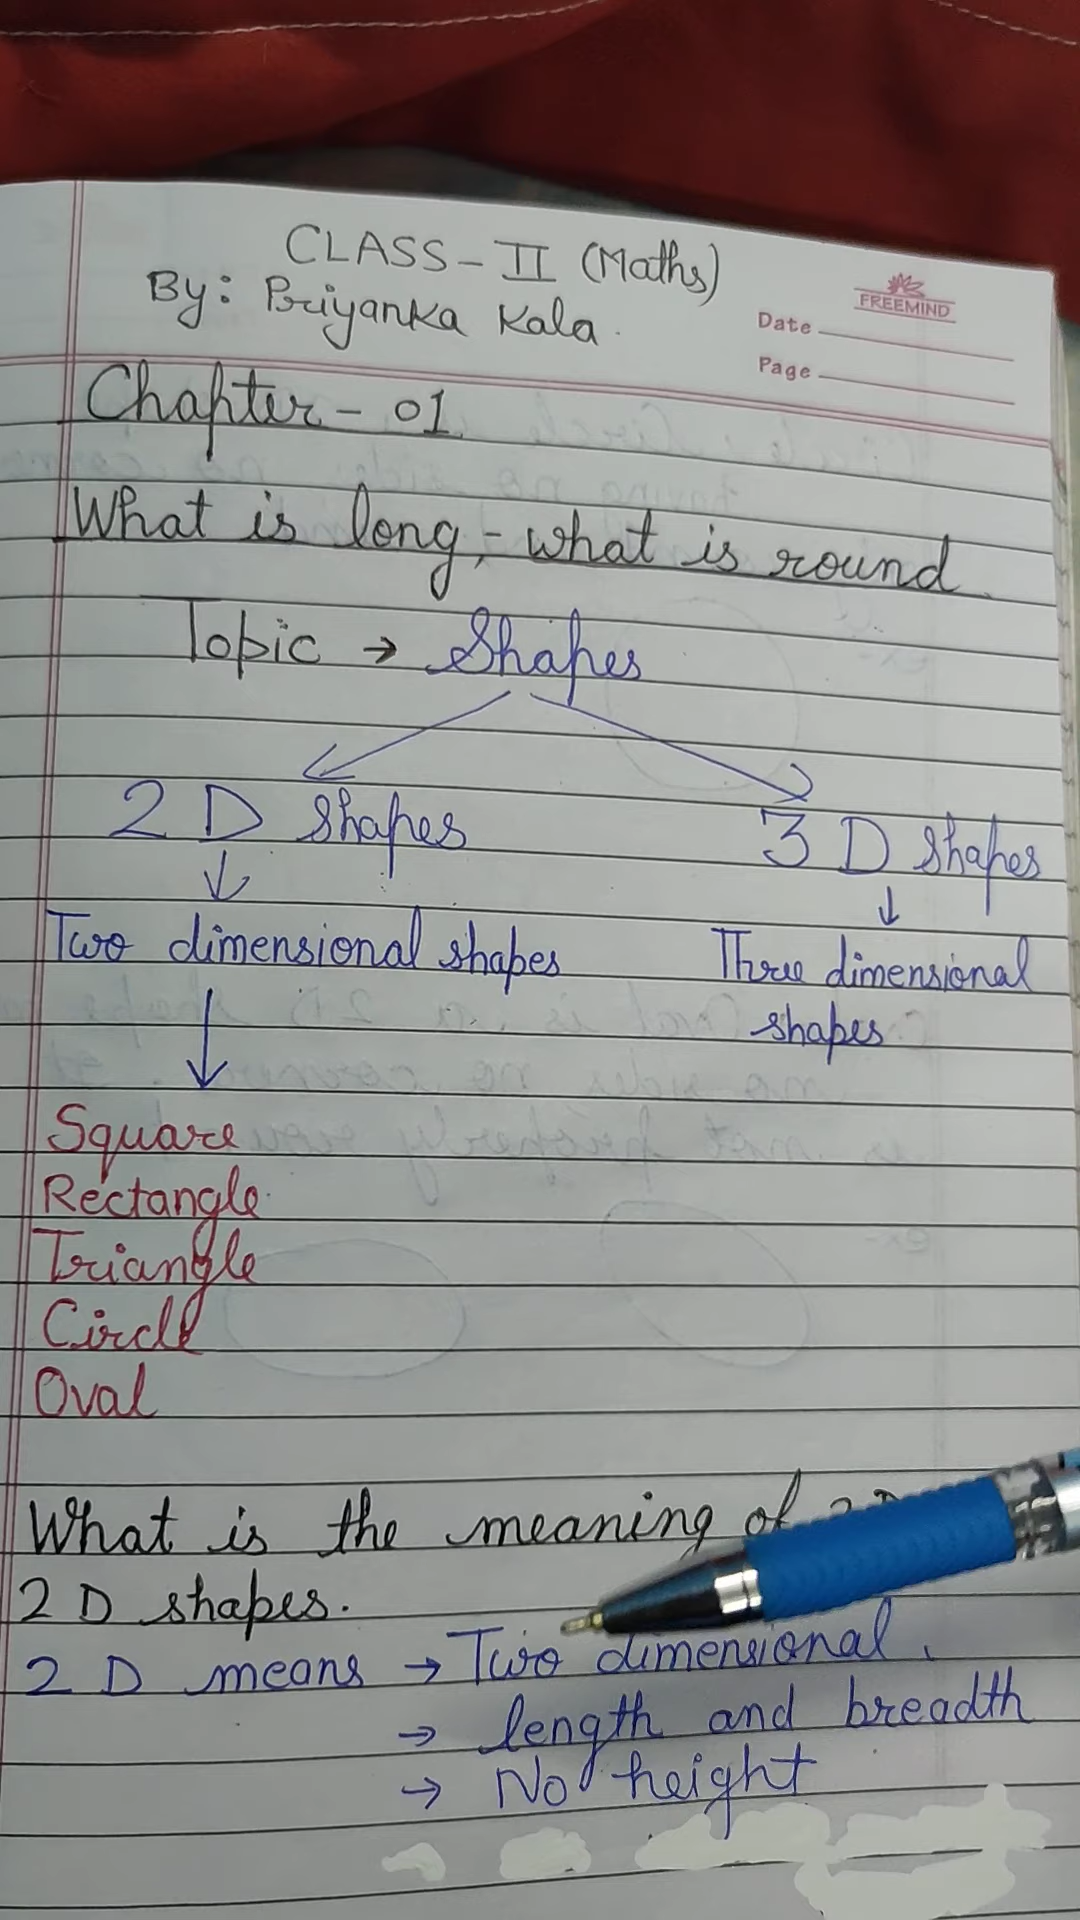 CLASS-II (Maths)
By: Priyanka Kala.
FREEMIND
Date
Page
Chapter - 01.
What is long, - what is round.
Topic → Shapes
2 D shapes
3 D shapes
Two dimensional shapes
Three dimensional
shapes.
Square
Rectangle.
Triangle
Circle
Oval
What is the meaning of
2 D shapes.
2 D means → Two dimensional.
→ length and breadth
→ No height